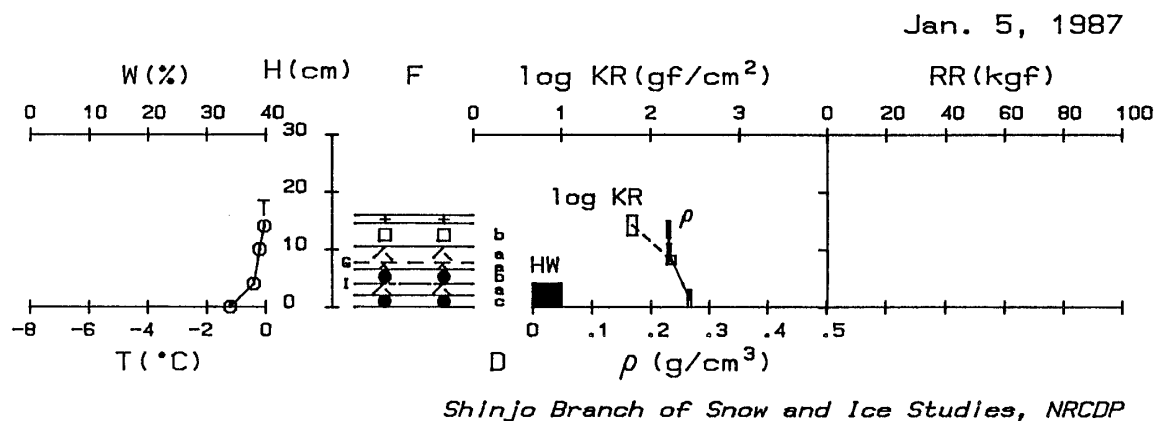 Jan. 5, 1987
W(%) H(cm) F log KR(gf/cm²) RR(kgf)
0 10 20 30 40 0 1 2 3 0 20 40 60 80 100
30
20
10
0
T
log KR
ρ
HW
G
I
b
a
a
b
a
c
-8 -6 -4 -2 0 0 .1 .2 .3 .4 .5
T(°C) D ρ (g/cm³)
Shinjo Branch of Snow and Ice Studies, NRCDP